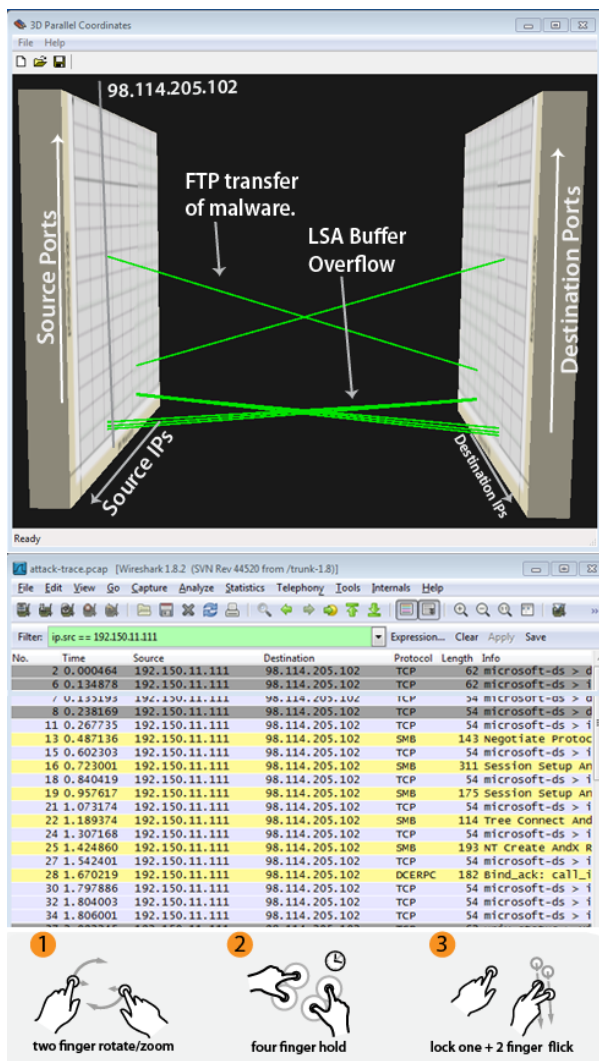 3D Parallel Coordinates
File Help
98.114.205.102
FTP transfer
of malware.
LSA Buffer
Overflow
Source Ports
Destination Ports
Source IPs
Destination IPs
Ready
attack-trace.pcap [Wireshark 1.8.2 (SVN Rev 44520 from /trunk-1.8)]
File Edit View Go Capture Analyze Statistics Telephony Tools Internals Help
Filter: ip.src == 192.150.11.111 Expression... Clear Apply Save
No. Time Source Destination Protocol Length Info
2 0.000464 192.150.11.111 98.114.205.102 TCP 62 microsoft-ds > d
6 0.134878 192.150.11.111 98.114.205.102 TCP 62 microsoft-ds > i
7 0.135193 192.150.11.111 98.114.205.102 TCP 54 microsoft-ds > d
8 0.238169 192.150.11.111 98.114.205.102 TCP 54 microsoft-ds > d
11 0.267735 192.150.11.111 98.114.205.102 TCP 54 microsoft-ds > i
13 0.487136 192.150.11.111 98.114.205.102 SMB 143 Negotiate Protoc
15 0.602303 192.150.11.111 98.114.205.102 TCP 54 microsoft-ds > i
16 0.723001 192.150.11.111 98.114.205.102 SMB 311 Session Setup An
18 0.840419 192.150.11.111 98.114.205.102 TCP 54 microsoft-ds > i
19 0.957617 192.150.11.111 98.114.205.102 SMB 175 Session Setup An
21 1.073174 192.150.11.111 98.114.205.102 TCP 54 microsoft-ds > i
22 1.189374 192.150.11.111 98.114.205.102 SMB 114 Tree Connect And
24 1.307168 192.150.11.111 98.114.205.102 TCP 54 microsoft-ds > i
25 1.424860 192.150.11.111 98.114.205.102 SMB 193 NT Create AndX R
27 1.542401 192.150.11.111 98.114.205.102 TCP 54 microsoft-ds > i
28 1.670219 192.150.11.111 98.114.205.102 DCERPC 182 Bind_ack: call_i
30 1.797886 192.150.11.111 98.114.205.102 TCP 54 microsoft-ds > i
32 1.804003 192.150.11.111 98.114.205.102 TCP 54 microsoft-ds > i
34 1.806001 192.150.11.111 98.114.205.102 TCP 54 microsoft-ds > i
1
two finger rotate/zoom
2
four finger hold
3
lock one + 2 finger flick